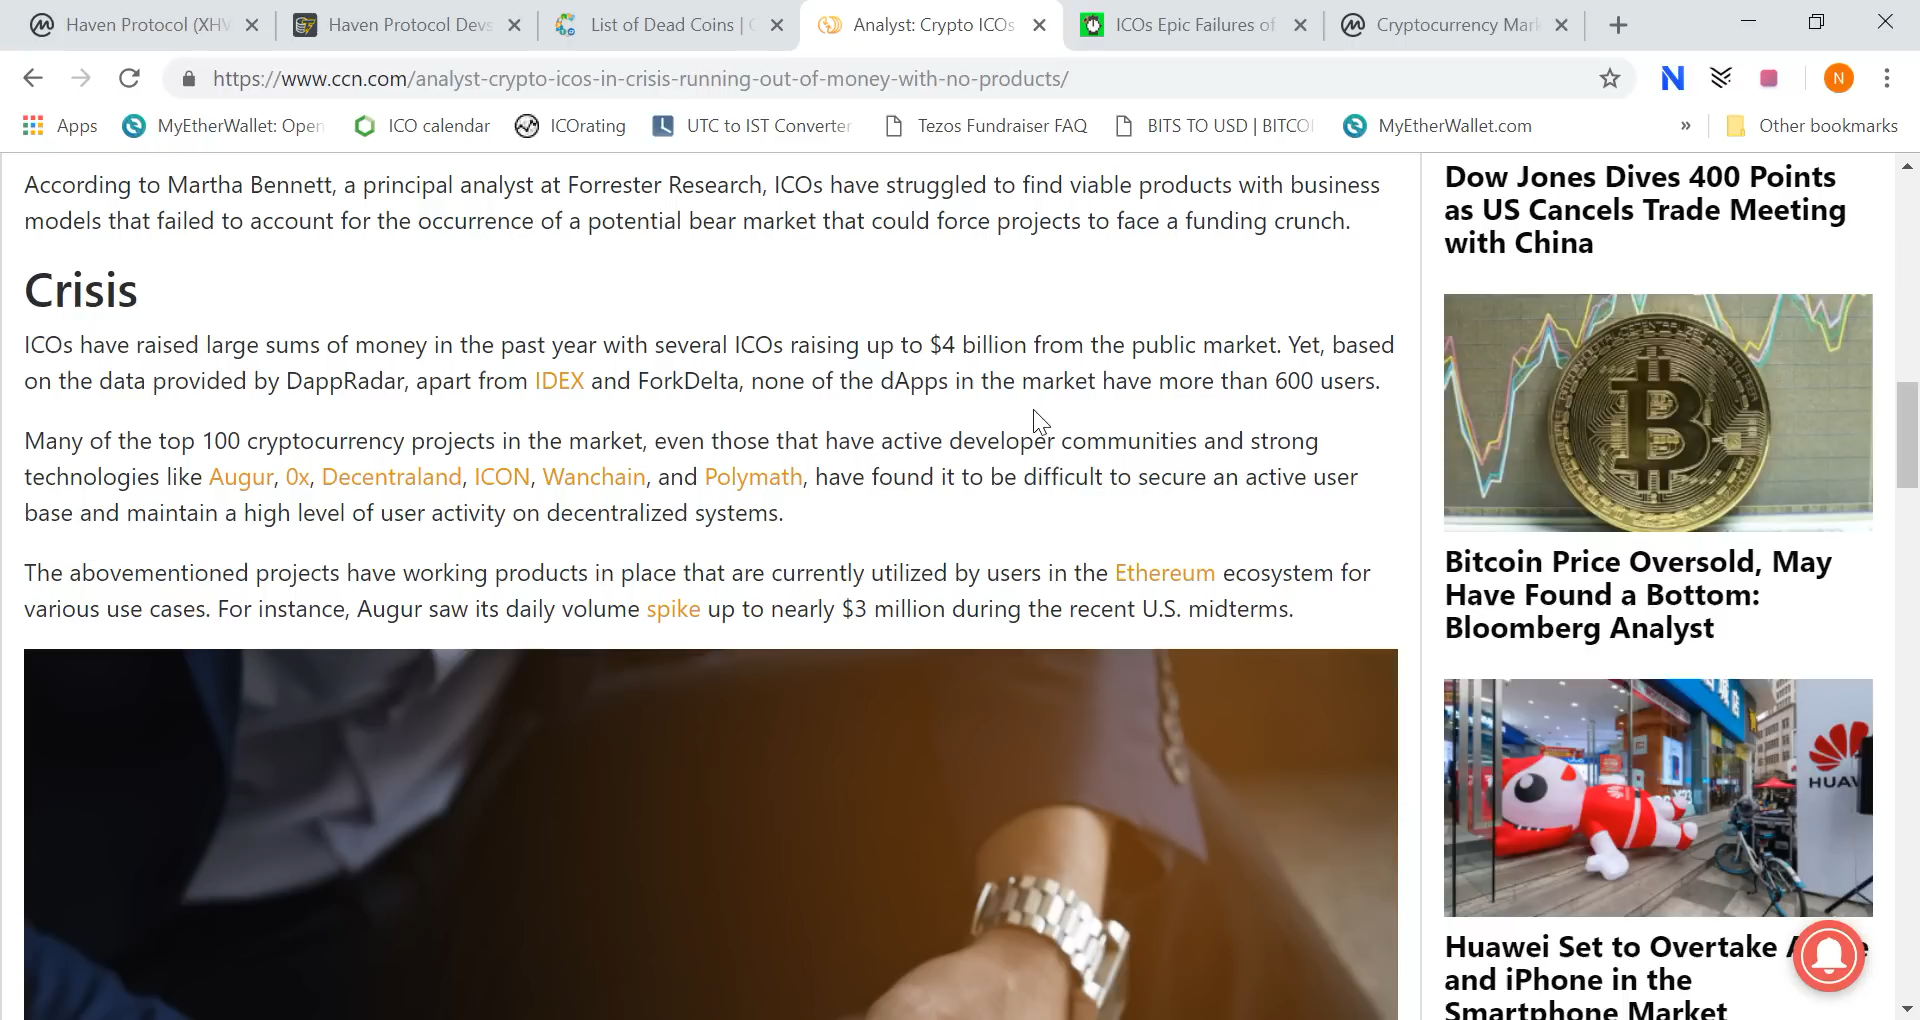 Haven Protocol (XHV
Haven Protocol Devs
List of Dead Coins |
Analyst: Crypto ICOs
ICOs Epic Failures of
Cryptocurrency Mark
https://www.ccn.com/analyst-crypto-icos-in-crisis-running-out-of-money-with-no-products/
N
N
Apps
MyEtherWallet: Open
ICO calendar
ICOrating
UTC to IST Converter
Tezos Fundraiser FAQ
BITS TO USD | BITCOI
MyEtherWallet.com
»
Other bookmarks
According to Martha Bennett, a principal analyst at Forrester Research, ICOs have struggled to find viable products with business
models that failed to account for the occurrence of a potential bear market that could force projects to face a funding crunch.
Crisis
ICOs have raised large sums of money in the past year with several ICOs raising up to $4 billion from the public market. Yet, based
on the data provided by DappRadar, apart from IDEX and ForkDelta, none of the dApps in the market have more than 600 users.
Many of the top 100 cryptocurrency projects in the market, even those that have active developer communities and strong
technologies like Augur, 0x, Decentraland, ICON, Wanchain, and Polymath, have found it to be difficult to secure an active user
base and maintain a high level of user activity on decentralized systems.
The abovementioned projects have working products in place that are currently utilized by users in the Ethereum ecosystem for
various use cases. For instance, Augur saw its daily volume spike up to nearly $3 million during the recent U.S. midterms.
Dow Jones Dives 400 Points
as US Cancels Trade Meeting
with China
Bitcoin Price Oversold, May
Have Found a Bottom:
Bloomberg Analyst
HUAW
Huawei Set to Overtake
and iPhone in the
Smartphone Market